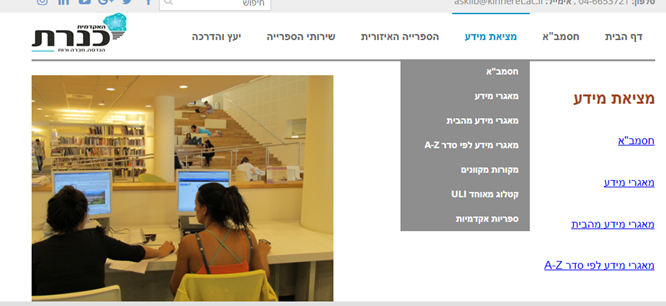 טלפון: 04-6653721, אימייל: asklib@kinneret.ac.il
חיפוש
האקדמית
כנרת
הנדסה, חברה ורוח
דף הבית
חסמב"א
מציאת מידע
הספרייה האיזורית
שירותי הספרייה
יעץ והדרכה
חסמב"א
מאגרי מידע
מאגרי מידע מהבית
מאגרי מידע לפי סדר A-Z
מקורות מקוונים
קטלוג מאוחד ULI
ספריות אקדמיות
מציאת מידע
חסמב"א
מאגרי מידע
מאגרי מידע מהבית
מאגרי מידע לפי סדר A-Z